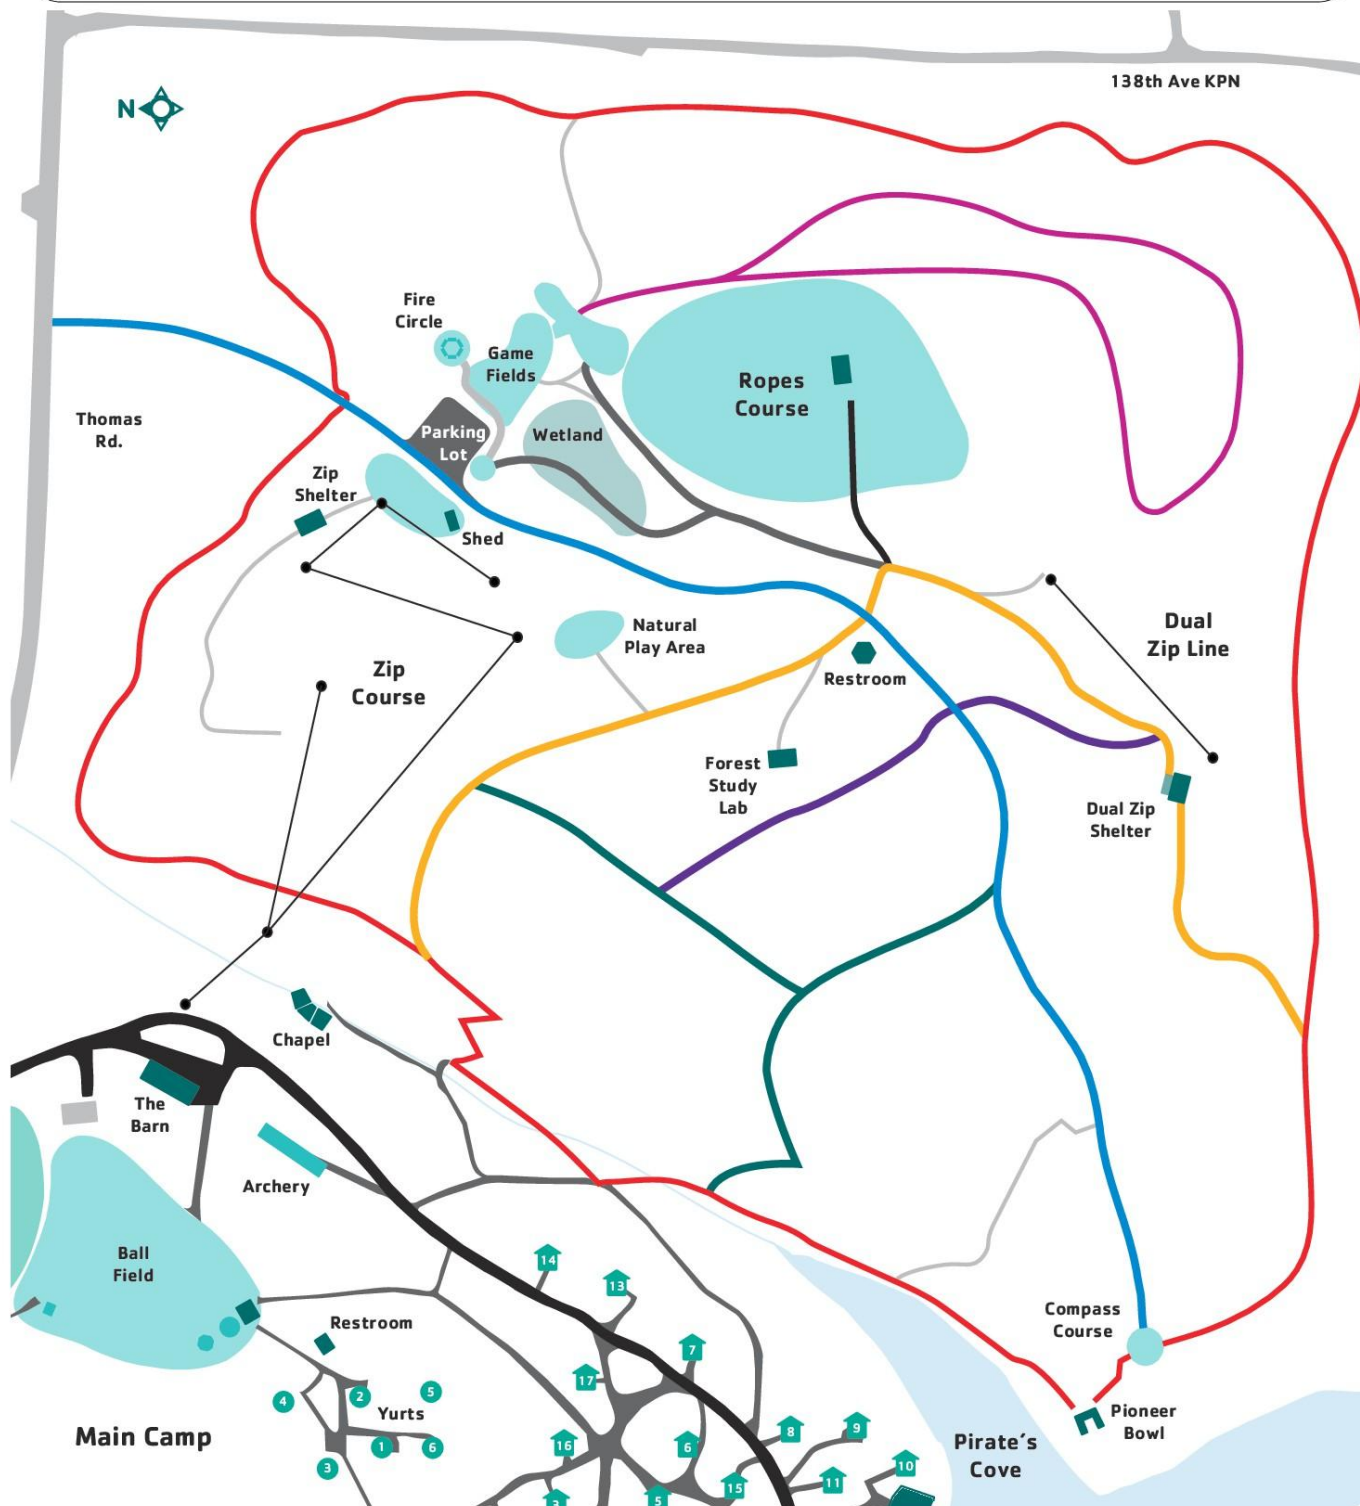 138th Ave KPN
N
Fire
Circle
Game
Fields
Ropes
Course
Thomas
Rd.
Parking
Lot
Wetland
Zip
Shelter
Shed
Natural
Play Area
Dual
Zip Line
Restroom
Zip
Course
Forest
Study
Lab
Dual Zip
Shelter
Chapel
The
Barn
Archery
Ball
Field
14
13
Compass
Course
Restroom
7
17
5
2
4
Yurts
Pioneer
Bowl
Main Camp
1
6
3
16
6
8
9
Pirate's
Cove
10
11
15
5
3